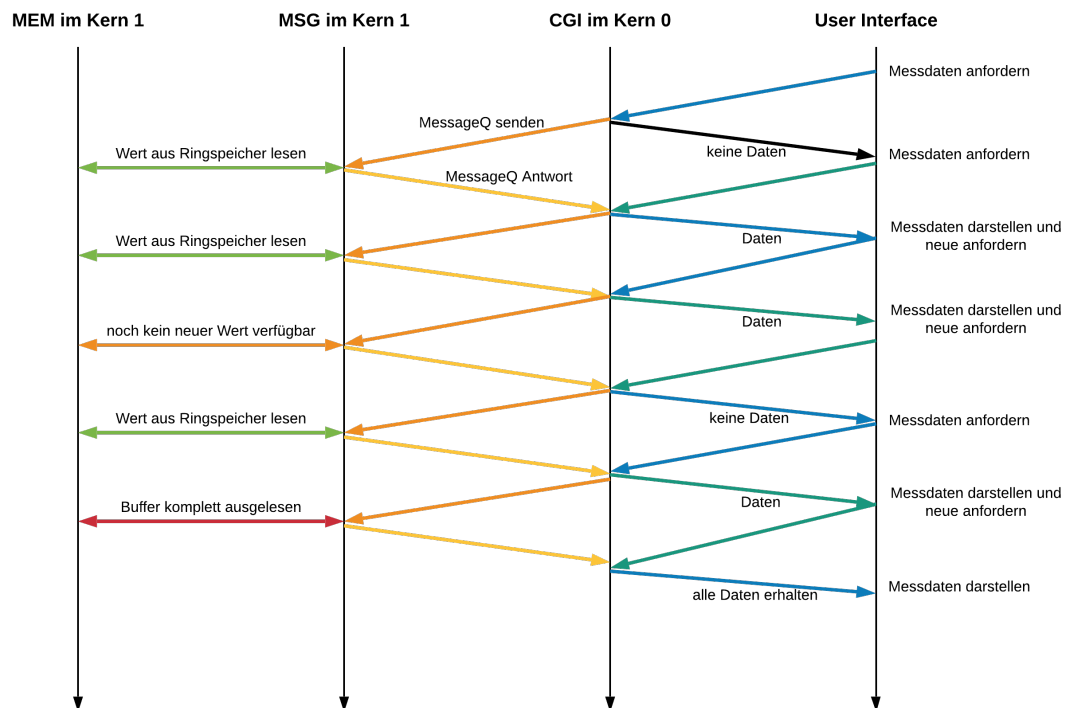 MEM im Kern 1
MSG im Kern 1
CGI im Kern 0
User Interface
Messdaten anfordern
MessageQ senden
keine Daten
Wert aus Ringspeicher lesen
Messdaten anfordern
MessageQ Antwort
Messdaten darstellen und
neue anfordern
Wert aus Ringspeicher lesen
Daten
Messdaten darstellen und
neue anfordern
noch kein neuer Wert verfügbar
Daten
Wert aus Ringspeicher lesen
keine Daten
Messdaten anfordern
Messdaten darstellen und
neue anfordern
Buffer komplett ausgelesen
Daten
Messdaten darstellen
alle Daten erhalten